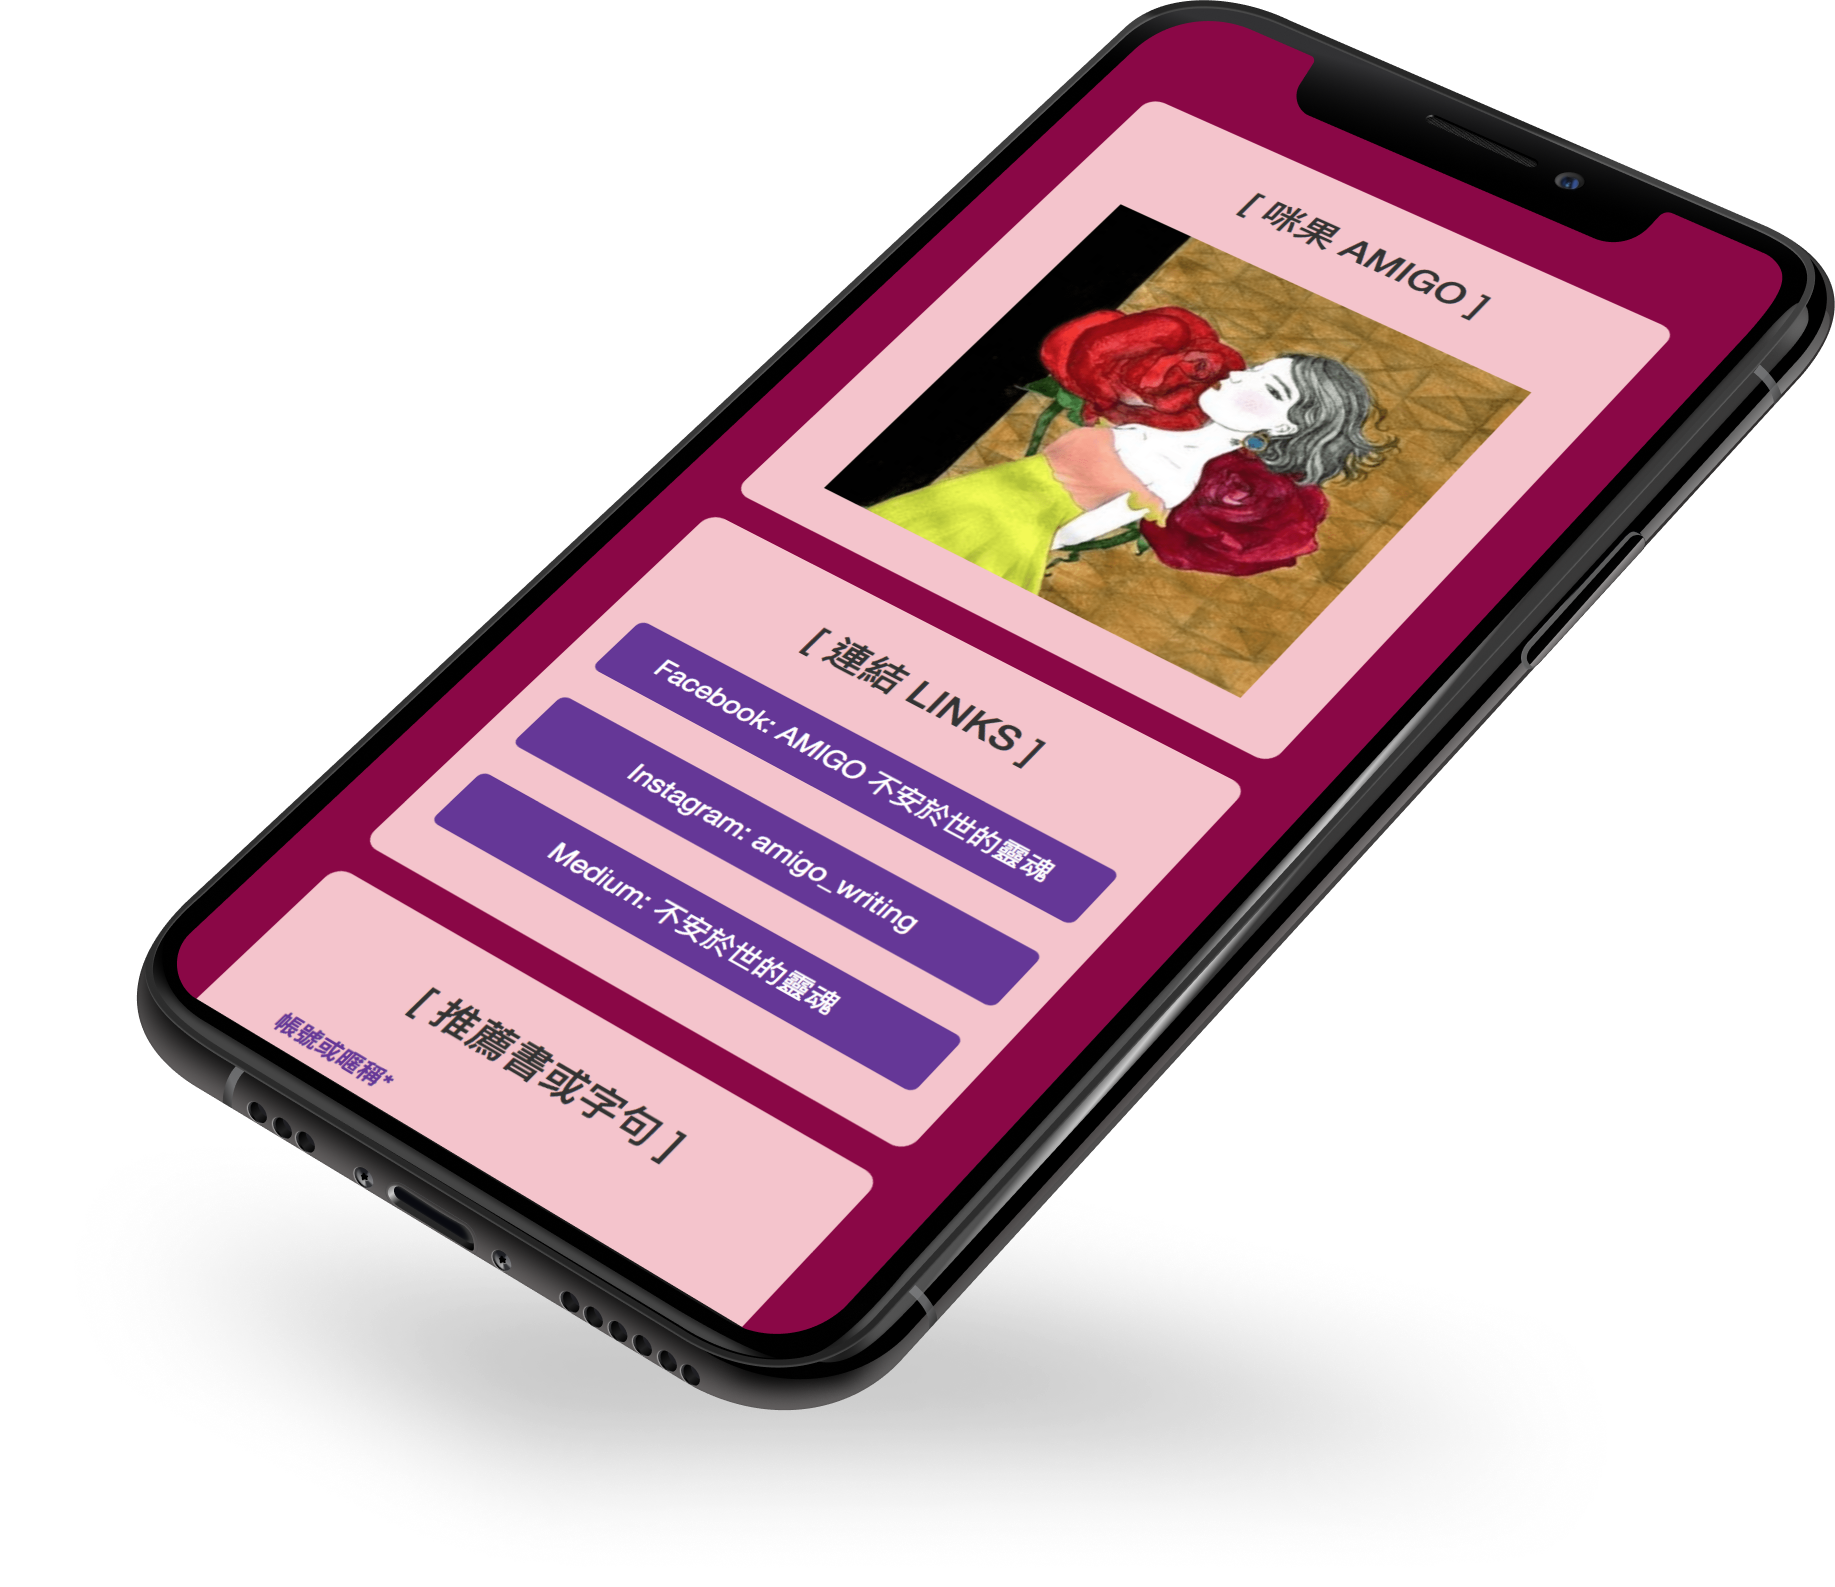 [ 咪果 AMIGO ]
[ 連結 LINKS ]
Facebook: AMIGO 不安於世的靈魂
Instagram: amigo_writing
Medium: 不安於世的靈魂
[ 推薦書或字句 ]
帳號或暱稱*